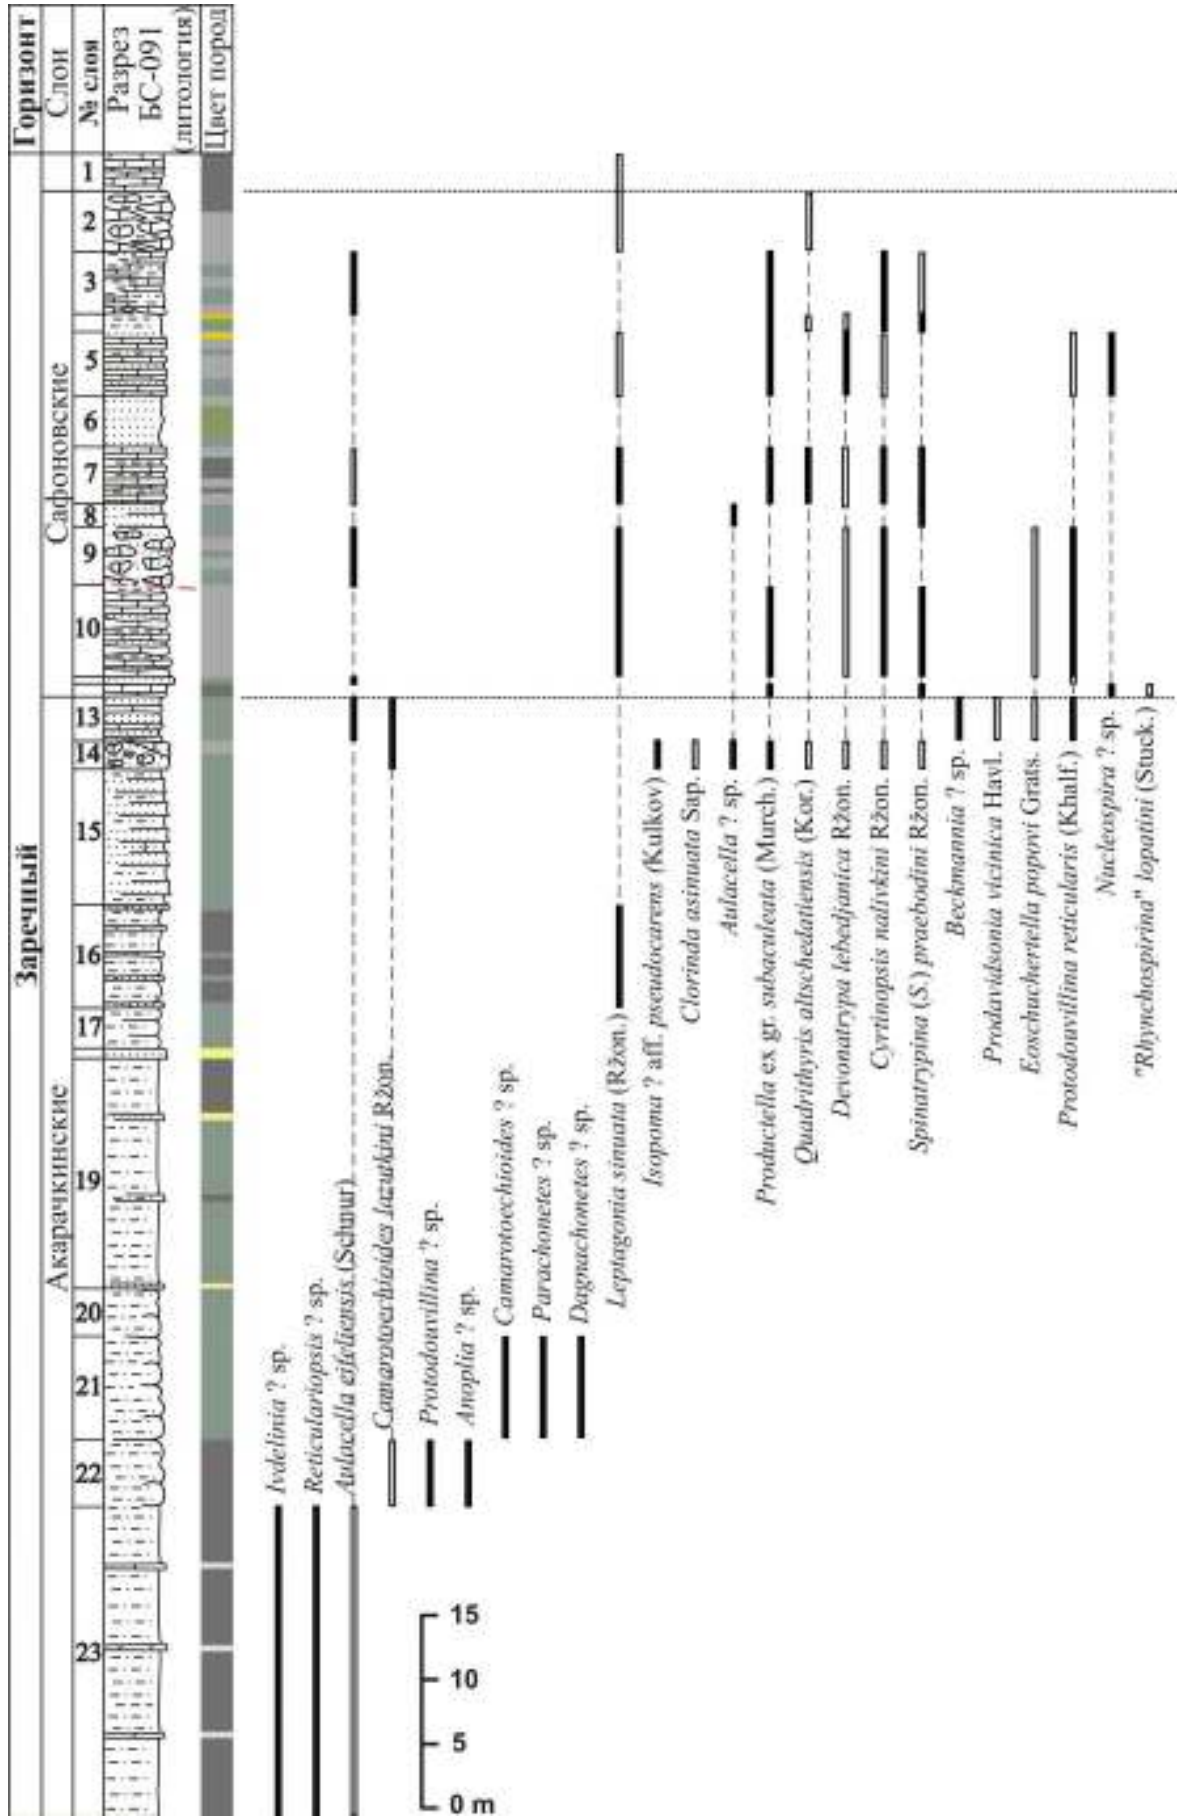 Горизонт
Слои
№ слоя
Разрез
БС-091
(литология)
Цвет пород
Заречный
Сафоновские
Акарачкинские
1
2
3
5
6
7
8
9
10
13
14
15
16
17
19
20
21
22
23
Ivdelinia ? sp.
Reticulariopsis ? sp.
Aulacella eifeliensis (Schnur)
Camarotoechioides lazutkini Ržon.
Protodouvillina ? sp.
Anoplia ? sp.
Camarotoechioides ? sp.
Parachonetes ? sp.
Dagnachonetes ? sp.
Leptagonia sinuata (Ržon.)
Isopoma ? aff. pseudocarens (Kulkov)
Clorinda asinuata Sap.
Aulacella ? sp.
Productella ex gr. subaculeata (Murch.)
Quadrithyris altschedatiensis (Kor.)
Devonatrypa lebedjanica Ržon.
Cyrtinopsis nalivkini Ržon.
Spinatrypina (S.) praebodini Ržon.
Beckmannia ? sp.
Prodavidsonia vicinica Havl.
Eoschuchertella popovi Grats.
Protodouvillina reticularis (Khalf.)
Nucleospira ? sp.
"Rhynchospirina" lopatini (Stuck.)
15
10
5
0 m